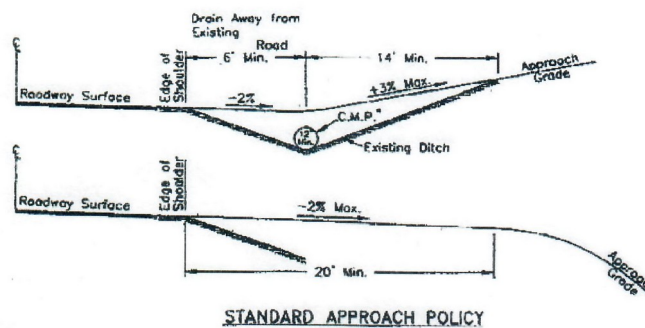 Drain Away from
Existing
Road
6' Min.
14' Min.
℄
Edge of
Shoulder
Roadway Surface
-2%
+3% Max.
Approach
Grade
12"
Min.
C.M.P."
Existing Ditch
℄
Edge of
Shoulder
Roadway Surface
-2% Max.
20' Min.
Approach
Grade
STANDARD APPROACH POLICY